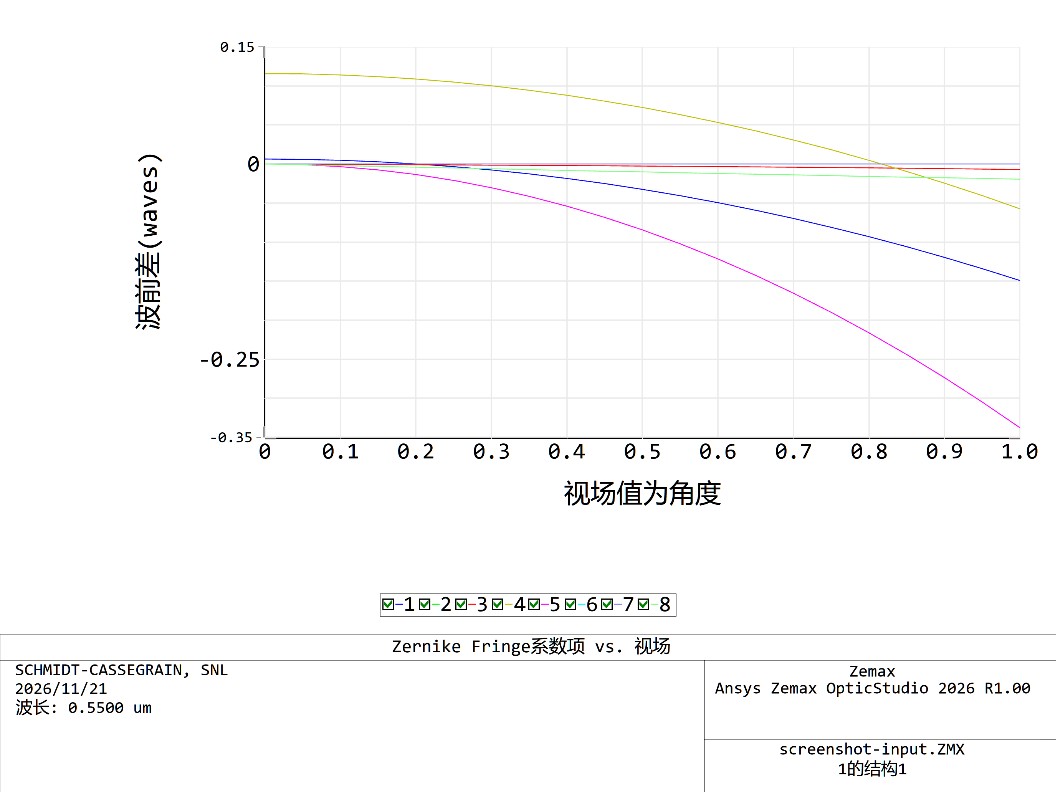 0.15
0
-0.25
-0.35
波前差(waves)
0 0.1 0.2 0.3 0.4 0.5 0.6 0.7 0.8 0.9 1.0
视场值为角度
1 2 3 4 5 6 7 8
Zernike Fringe系数项 vs. 视场
SCHMIDT-CASSEGRAIN, SNL
2026/11/21
波长: 0.5500 um
Zemax
Ansys Zemax OpticStudio 2026 R1.00
screenshot-input.ZMX
1的结构1